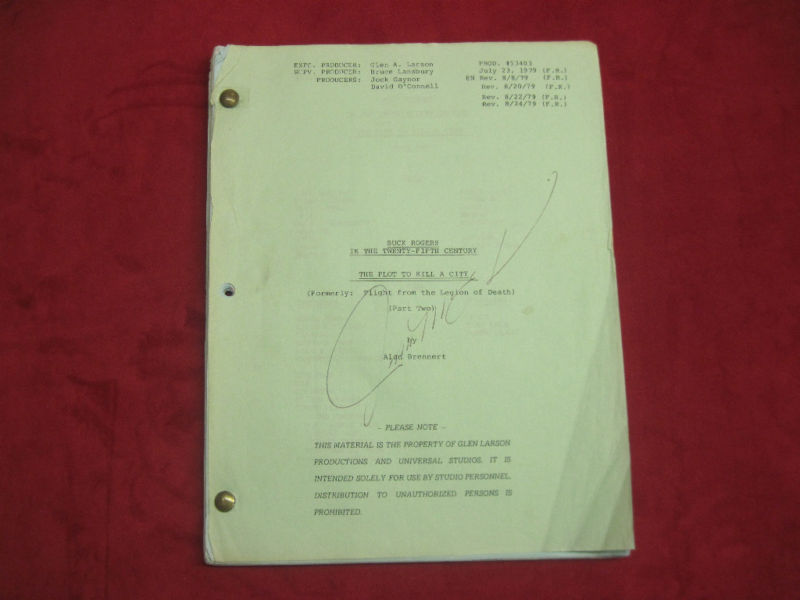 EXEC. PRODUCER: Glen A. Larson
SUPV. PRODUCER: Bruce Lansbury
PRODUCERS: Jock Gaynor
David O'Connell
PROD. #53403
July 23, 1979 (F.R.)
EN Rev. 8/8/79 (F.R.)
Rev. 8/20/79 (F.R.)
Rev. 8/22/79 (F.R.)
Rev. 8/24/79 (F.R.)
BUCK ROGERS
IN THE TWENTY-FIFTH CENTURY
THE PLOT TO KILL A CITY
(Formerly: Flight from the Legion of Death)
(Part Two)
by
Alan Brennert
- PLEASE NOTE -
THIS MATERIAL IS THE PROPERTY OF GLEN LARSON
PRODUCTIONS AND UNIVERSAL STUDIOS. IT IS
INTENDED SOLELY FOR USE BY STUDIO PERSONNEL.
DISTRIBUTION TO UNAUTHORIZED PERSONS IS
PROHIBITED.